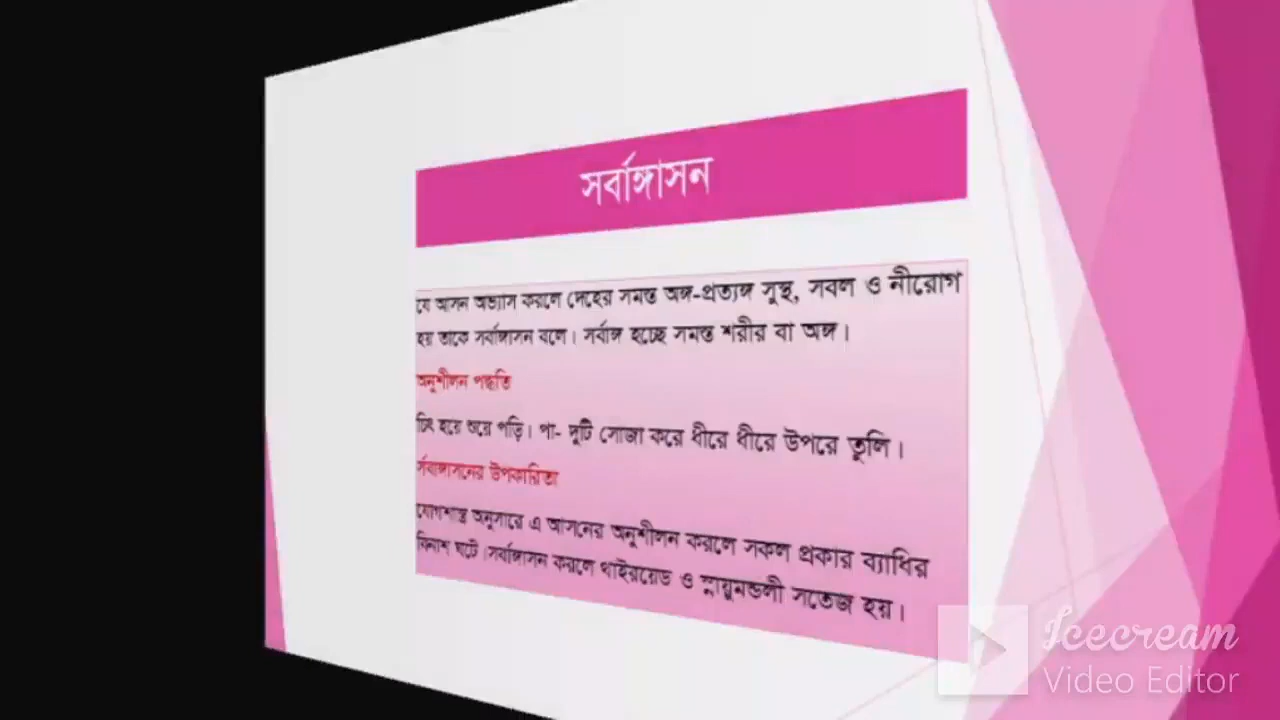 সর্বাঙ্গাসন
যে আসন অভ্যাস করলে দেহের সমস্ত অঙ্গ-প্রত্যঙ্গ সুস্থ, সবল ও নীরোগ
হয় তাকে সর্বাঙ্গাসন বলে। সর্বাঙ্গ হচ্ছে সমস্ত শরীর বা অঙ্গ।
অনুশীলন পদ্ধতি
চিৎ হয়ে শুয়ে পড়ি। পা- দুটি সোজা করে ধীরে ধীরে উপরে তুলি।
র্সবাঙ্গাসনের উপকারিতা
যোগশাস্ত্র অনুসারে এ আসনের অনুশীলন করলে সকল প্রকার ব্যাধির
বিনাশ ঘটে।সর্বাঙ্গাসন করলে থাইরয়েড ও স্নায়ুমন্ডলী সতেজ হয়।
Icecream
Video Editor